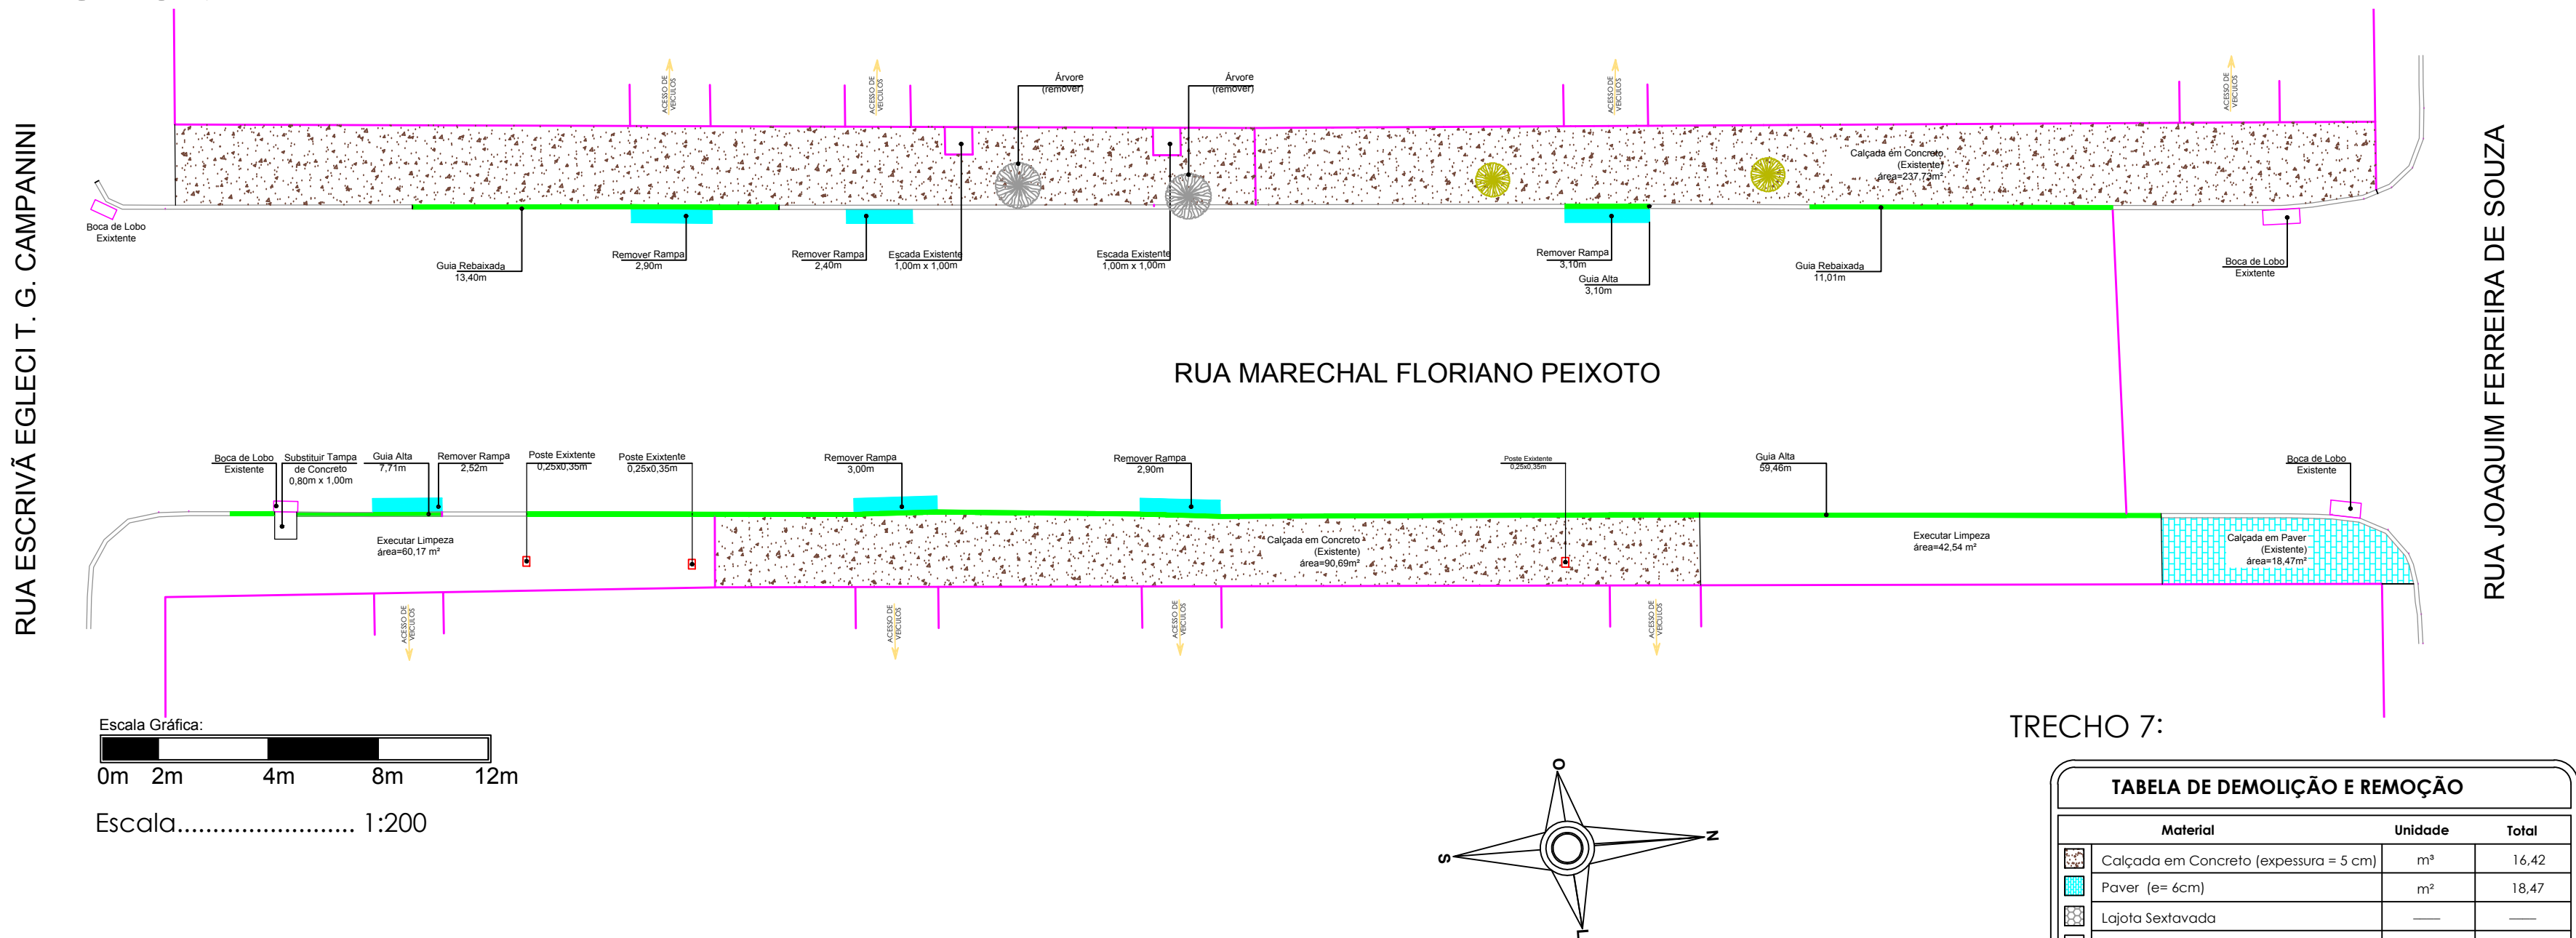 ACESSO DE
VEICULOS
ACESSO DE
VEICULOS
Árvore
(remover)
Árvore
(remover)
ACESSO DE
VEICULOS
ACESSO DE
VEICULOS
RUA ESCRIVÃ EGLECI T. G. CAMPANINI
RUA JOAQUIM FERREIRA DE SOUZA
Calçada em Concreto
(Existente)
área=237,73m²
Boca de Lobo
Exixtente
Guia Rebaixada
13,40m
Remover Rampa
2,90m
Remover Rampa
2,40m
Escada Existente
1,00m x 1,00m
Escada Existente
1,00m x 1,00m
Remover Rampa
3,10m
Guia Alta
3,10m
Guia Rebaixada
11,01m
Boca de Lobo
Exixtente
RUA MARECHAL FLORIANO PEIXOTO
Boca de Lobo
Existente
Substituir Tampa
de Concreto
0,80m x 1,00m
Guia Alta
7,71m
Remover Rampa
2,52m
Poste Exixtente
0,25x0,35m
Poste Exixtente
0,25x0,35m
Remover Rampa
3,00m
Remover Rampa
2,90m
Poste Exixtente
0,25x0,35m
Guia Alta
59,46m
Boca de Lobo
Existente
Executar Limpeza
área=60,17 m²
Calçada em Concreto
(Existente)
área=90,69m²
Executar Limpeza
área=42,54 m²
Calçada em Paver
(Existente)
área=18,47m²
ACESSO DE
VEICULOS
ACESSO DE
VEICULOS
ACESSO DE
VEICULOS
ACESSO DE
VEICULOS
Escala Gráfica:
0m 2m 4m 8m 12m
Escala......................... 1:200
O
N
S
L
TRECHO 7:
TABELA DE DEMOLIÇÃO E REMOÇÃO
Material Unidade Total
Calçada em Concreto (expessura = 5 cm) m³ 16,42
Paver (e= 6cm) m² 18,47
Lajota Sextavada —— ——